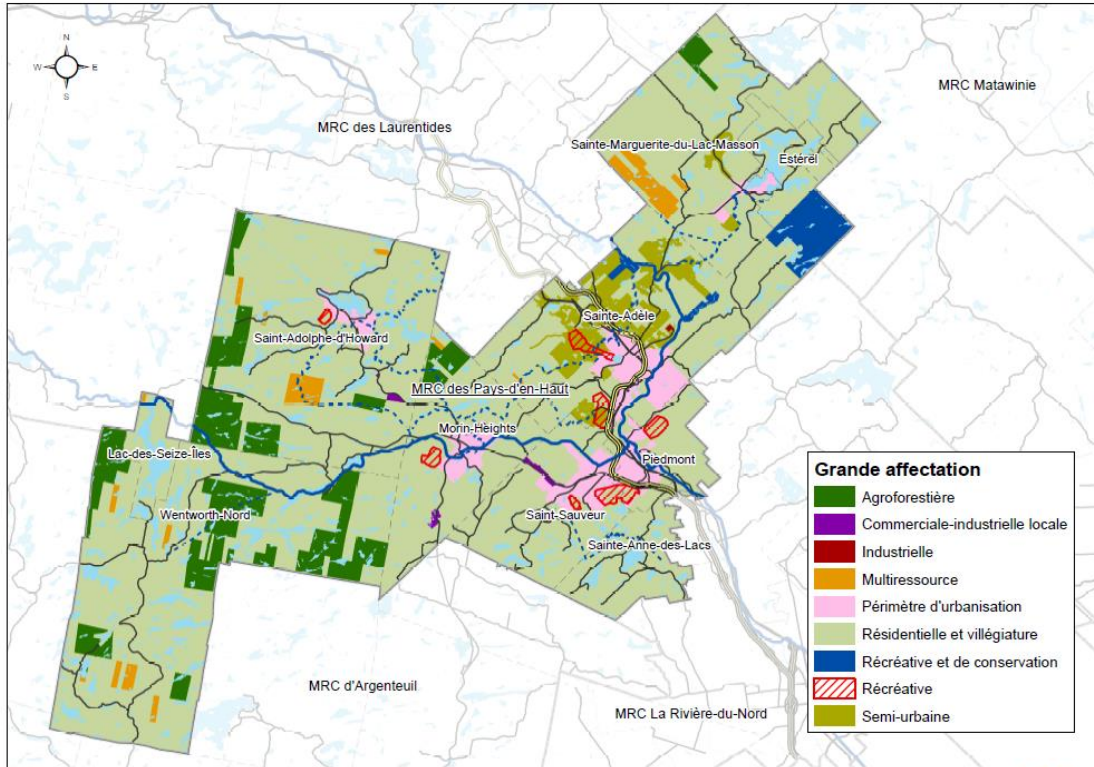 N
W E
S
MRC Matawinie
MRC des Laurentides
Sainte-Marguerite-du-Lac-Masson
Estérel
Sainte-Adèle
Saint-Adolphe-d'Howard
MRC des Pays-d'en-Haut
Morin-Heights
Lac-des-Seize-Îles
Piedmont
Wentworth-Nord
Saint-Sauveur
Sainte-Anne-des-Lacs
MRC d'Argenteuil
MRC La Rivière-du-Nord
Grande affectation
Agroforestière
Commerciale-industrielle locale
Industrielle
Multiressource
Périmètre d'urbanisation
Résidentielle et villégiature
Récréative et de conservation
Récréative
Semi-urbaine